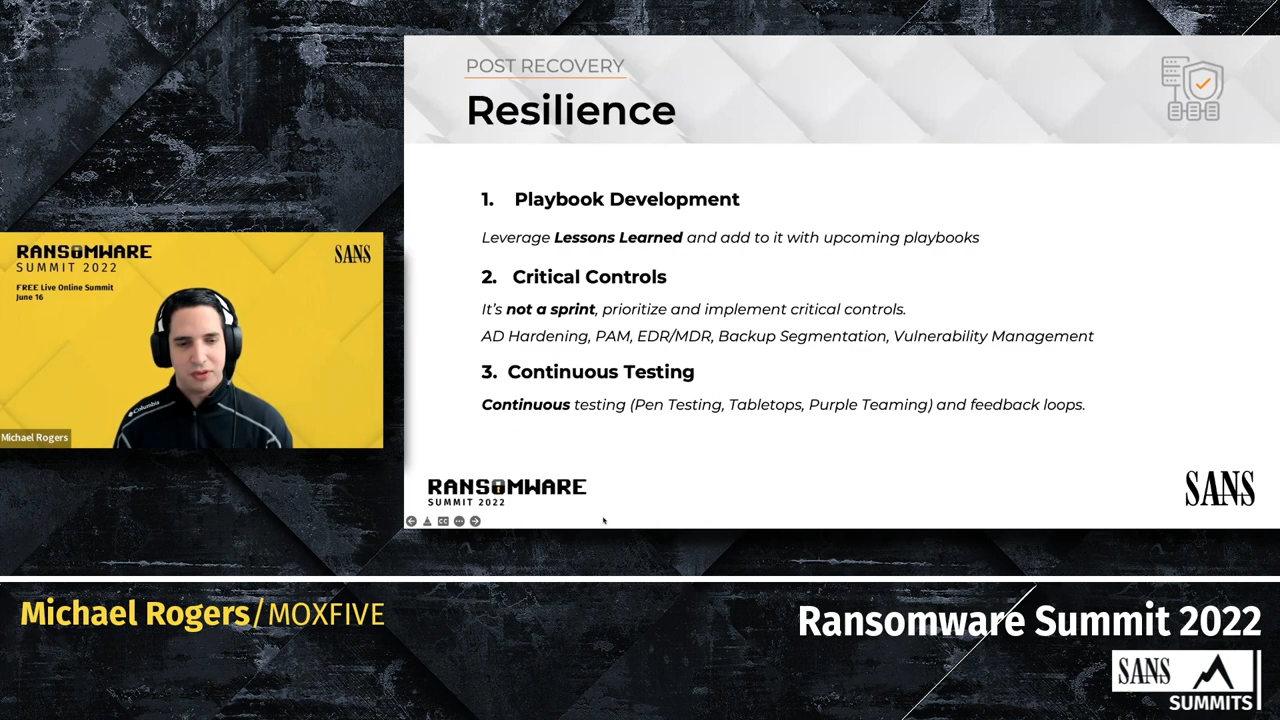 POST RECOVERY
Resilience
1. Playbook Development
Leverage Lessons Learned and add to it with upcoming playbooks
2. Critical Controls
It's not a sprint, prioritize and implement critical controls.
AD Hardening, PAM, EDR/MDR, Backup Segmentation, Vulnerability Management
3. Continuous Testing
Continuous testing (Pen Testing, Tabletops, Purple Teaming) and feedback loops.
RANSOMWARE
SUMMIT 2022
SANS
CC
RANSOMWARE
SUMMIT 2022
SANS
FREE Live Online Summit
June 16
Columbia
Michael Rogers
Michael Rogers/MOXFIVE
Ransomware Summit 2022
SANS
SUMMITS